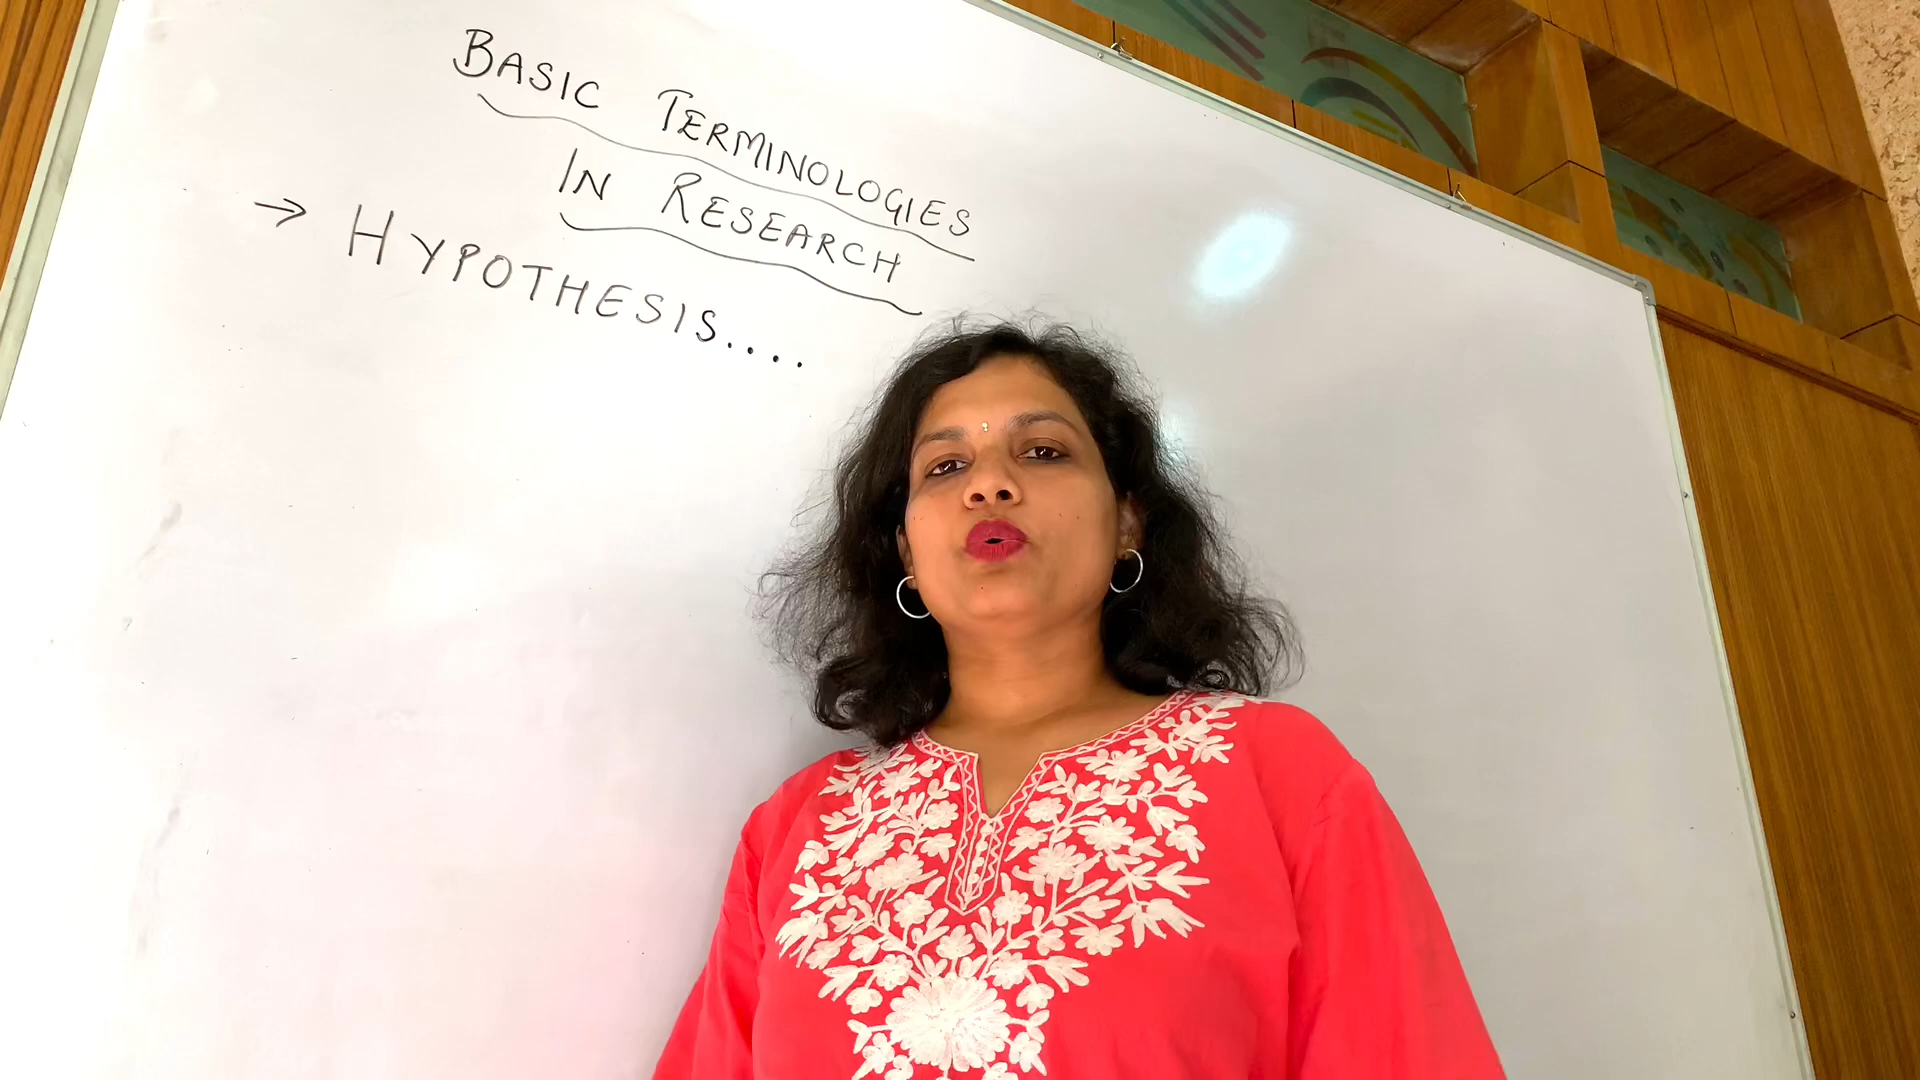 BASIC TERMINOLOGIES
IN RESEARCH
→ HYPOTHESIS....